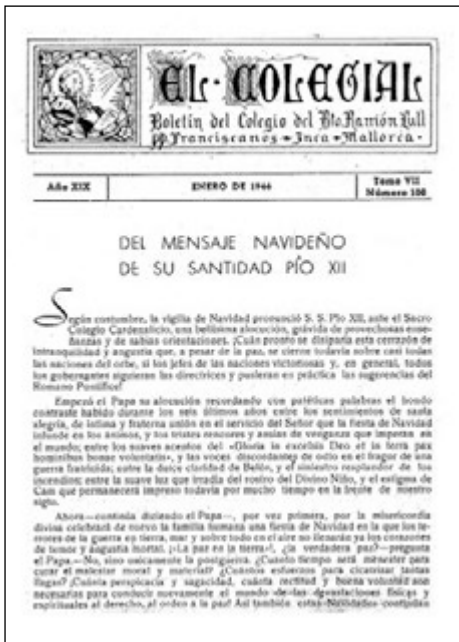 EL · COLEGIAL
Boletín del Colegio del Bto. Ramón Lull
pp. Franciscanos - Inca - Mallorca -
Año XIX
ENERO DE 1946
Tomo VII
Número 100
DEL MENSAJE NAVIDEÑO
DE SU SANTIDAD PÍO XII
Según costumbre, la vigilia de Navidad pronunció S. S. Pío XII, ante el Sacro
Colegio Cardenalicio, una bellísima alocución, grávida de provechosas ense-
ñanzas y de sabias orientaciones. ¡Cuán pronto se disiparía esta cerrazón de
intranquilidad y angustia que, a pesar de la paz, se cierne todavía sobre casi todas
las naciones del orbe, si los jefes de las naciones victoriosas y, en general, todos
los gobernantes siguieran las directrices y pusieran en práctica las sugerencias del
Romano Pontífice!
Empezó el Papa su alocución recordando con patéticas palabras el hondo
contraste habido durante los seis últimos años entre los sentimientos de santa
alegría, de íntima y fraterna unión en el servicio del Señor que la fiesta de Navidad
infunde en los ánimos, y los tristes rencores y ansias de venganza que imperan en
el mundo; entre los suaves acentos del «Gloria in excelsis Deo et in terra pax
hominibus bonae voluntatis», y las voces discordantes de odio en el fragor de una
guerra fratricida; entre la dulce claridad de Belén, y el siniestro resplandor de los
incendios; entre la suave luz que irradia del rostro del Divino Niño, y el estigma de
Caín que permanecerá impreso todavía por mucho tiempo en la frente de nuestro
siglo.
Ahora—continúa diciendo el Papa—, por vez primera, por la misericordia
divina celebrará de nuevo la familia humana una fiesta de Navidad en la que los te-
rrores de la guerra en tierra, mar y sobre todo en el aire no llenarán ya los corazones
de temor y angustia mortal. ¡«La paz en la tierra»!, ¿la verdadera paz?—pregunta
el Papa.—No, sino únicamente la postguerra. ¿Cuánto tiempo será menester para
curar el malestar moral y material? ¿Cuántos esfuerzos para cicatrizar tantas
llagas? ¡Cuánta perspicacia y sagacidad, cuánta rectitud y buena voluntad son
necesarias para conducir nuevamente el mundo de las devastaciones físicas y
espirituales al derecho, al orden a la paz! Así también estas Navidades continúan